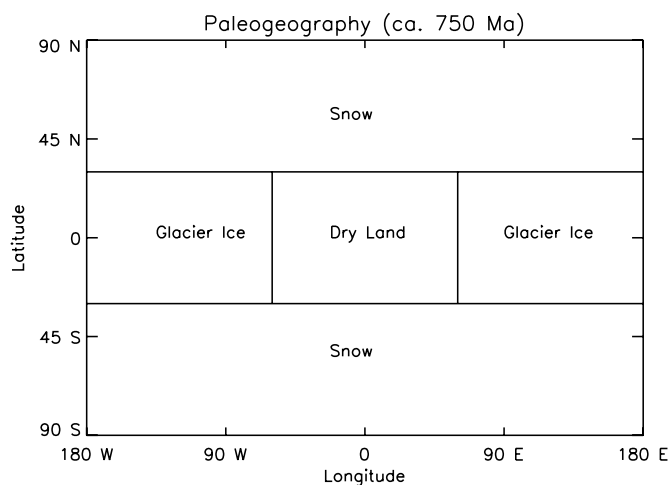 Paleogeography (ca. 750 Ma)
90 N
Snow
45 N
Glacier Ice Dry Land Glacier Ice
0
Latitude
45 S
Snow
90 S
180 W 90 W 0 90 E 180 E
Longitude